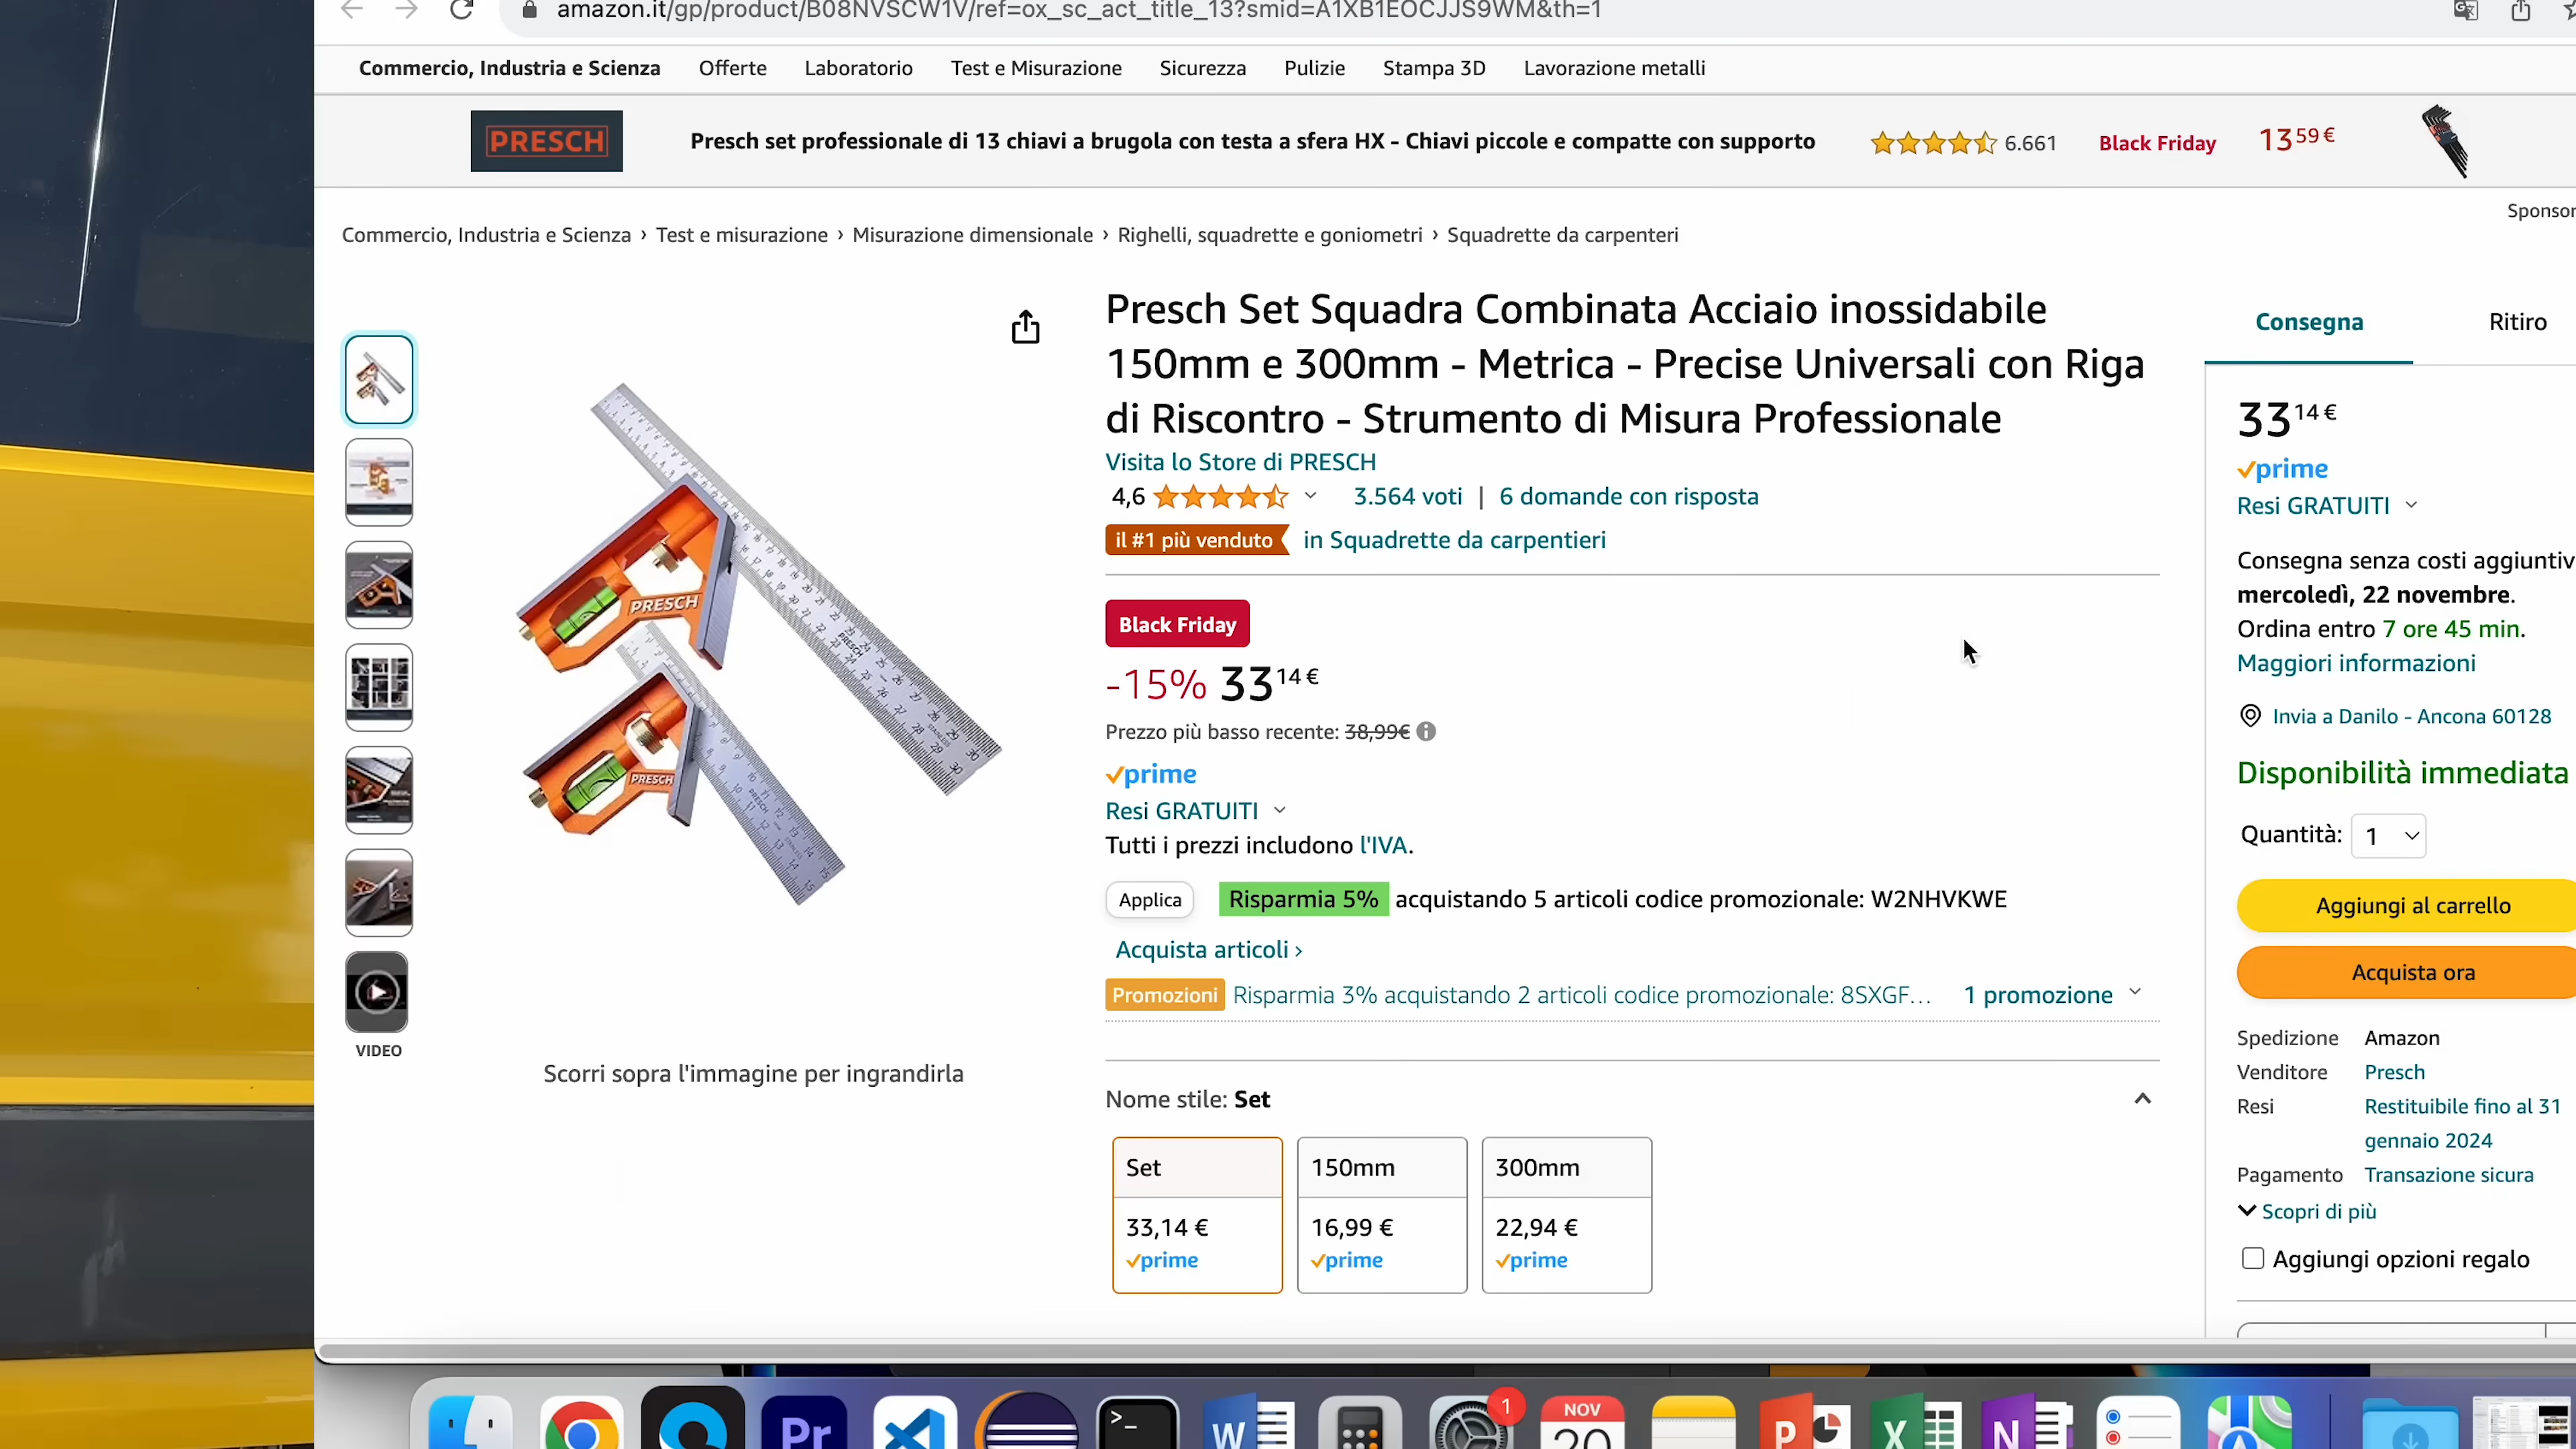 amazon.it/gp/product/B08NVSCW1V/ref=ox_sc_act_title_13?smid=A1XB1EOCJJS9WM&th=1
Commercio, Industria e Scienza Offerte Laboratorio Test e Misurazione Sicurezza Pulizie Stampa 3D Lavorazione metalli
PRESCH Presch set professionale di 13 chiavi a brugola con testa a sfera HX - Chiavi piccole e compatte con supporto 6.661 Black Friday 13 59 €
Commercio, Industria e Scienza › Test e misurazione › Misurazione dimensionale › Righelli, squadrette e goniometri › Squadrette da carpenteri
Presch Set Squadra Combinata Acciaio inossidabile
150mm e 300mm - Metrica - Precise Universali con Riga
di Riscontro - Strumento di Misura Professionale
Visita lo Store di PRESCH
4,6 3.564 voti | 6 domande con risposta
il #1 più venduto in Squadrette da carpentieri
Black Friday
-15% 33 14 €
Prezzo più basso recente: 38,99€
prime
Resi GRATUITI
Tutti i prezzi includono l'IVA.
Applica Risparmia 5% acquistando 5 articoli codice promozionale: W2NHVKWE
Acquista articoli ›
Promozioni Risparmia 3% acquistando 2 articoli codice promozionale: 8SXGF... 1 promozione
Nome stile: Set
Set 150mm 300mm
33,14 € 16,99 € 22,94 €
prime prime prime
PRESCH
PRESCH
VIDEO
Scorri sopra l'immagine per ingrandirla
Consegna Ritiro
33 14 €
prime
Resi GRATUITI
Consegna senza costi aggiuntiv
mercoledì, 22 novembre.
Ordina entro 7 ore 45 min.
Maggiori informazioni
Invia a Danilo - Ancona 60128
Disponibilità immediata
Quantità: 1
Aggiungi al carrello
Acquista ora
Spedizione Amazon
Venditore Presch
Resi Restituibile fino al 31
gennaio 2024
Pagamento Transazione sicura
Scopri di più
Aggiungi opzioni regalo
Pr >_ W 1 NOV 20 P X N